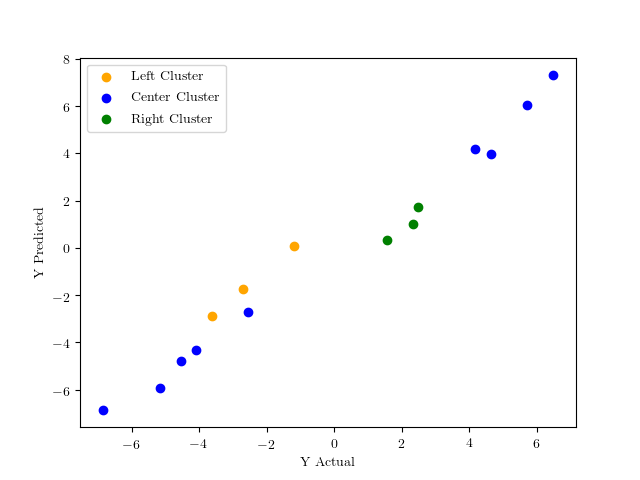 8
6
4
2
0
−2
−4
−6
Left Cluster
Center Cluster
Right Cluster
Y Predicted
−6 −4 −2 0 2 4 6
Y Actual